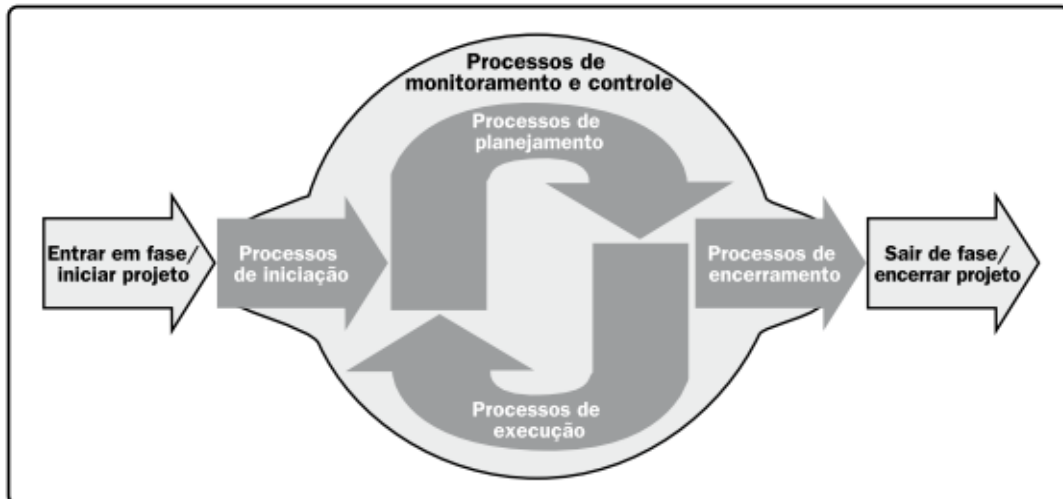 Processos de
monitoramento e controle
Processos de
planejamento
Entrar em fase/
iniciar projeto
Processos
de iniciação
Processos de
encerramento
Sair de fase/
encerrar projeto
Processos de
execução